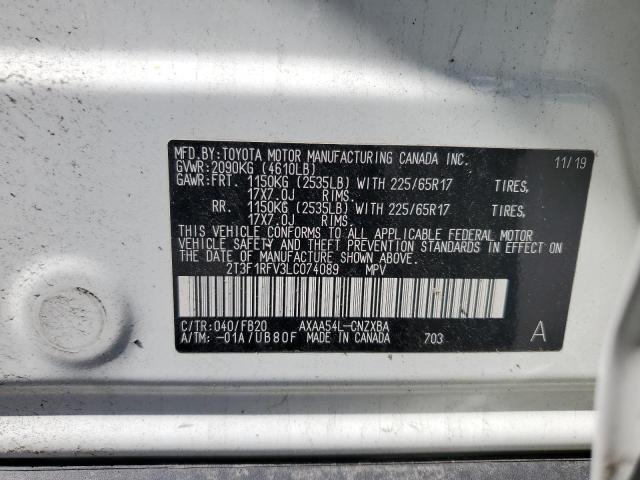 MFD.BY:TOYOTA MOTOR MANUFACTURING CANADA INC. 11/19
GVWR:2090KG (4610LB)
GAWR:FRT. 1150KG (2535LB) WITH 225/65R17 TIRES,
17X7.0J RIMS.
RR. 1150KG (2535LB) WITH 225/65R17 TIRES,
17X7.0J RIMS.
THIS VEHICLE CONFORMS TO ALL APPLICABLE FEDERAL MOTOR
VEHICLE SAFETY AND THEFT PREVENTION STANDARDS IN EFFECT ON
THE DATE OF MANUFACTURE SHOWN ABOVE.
2T3F1RFV3LC074089 MPV
C/TR:040/FB20 AXAA54L-CNZXBA A
A/TM:-01A/UB80F MADE IN CANADA 703